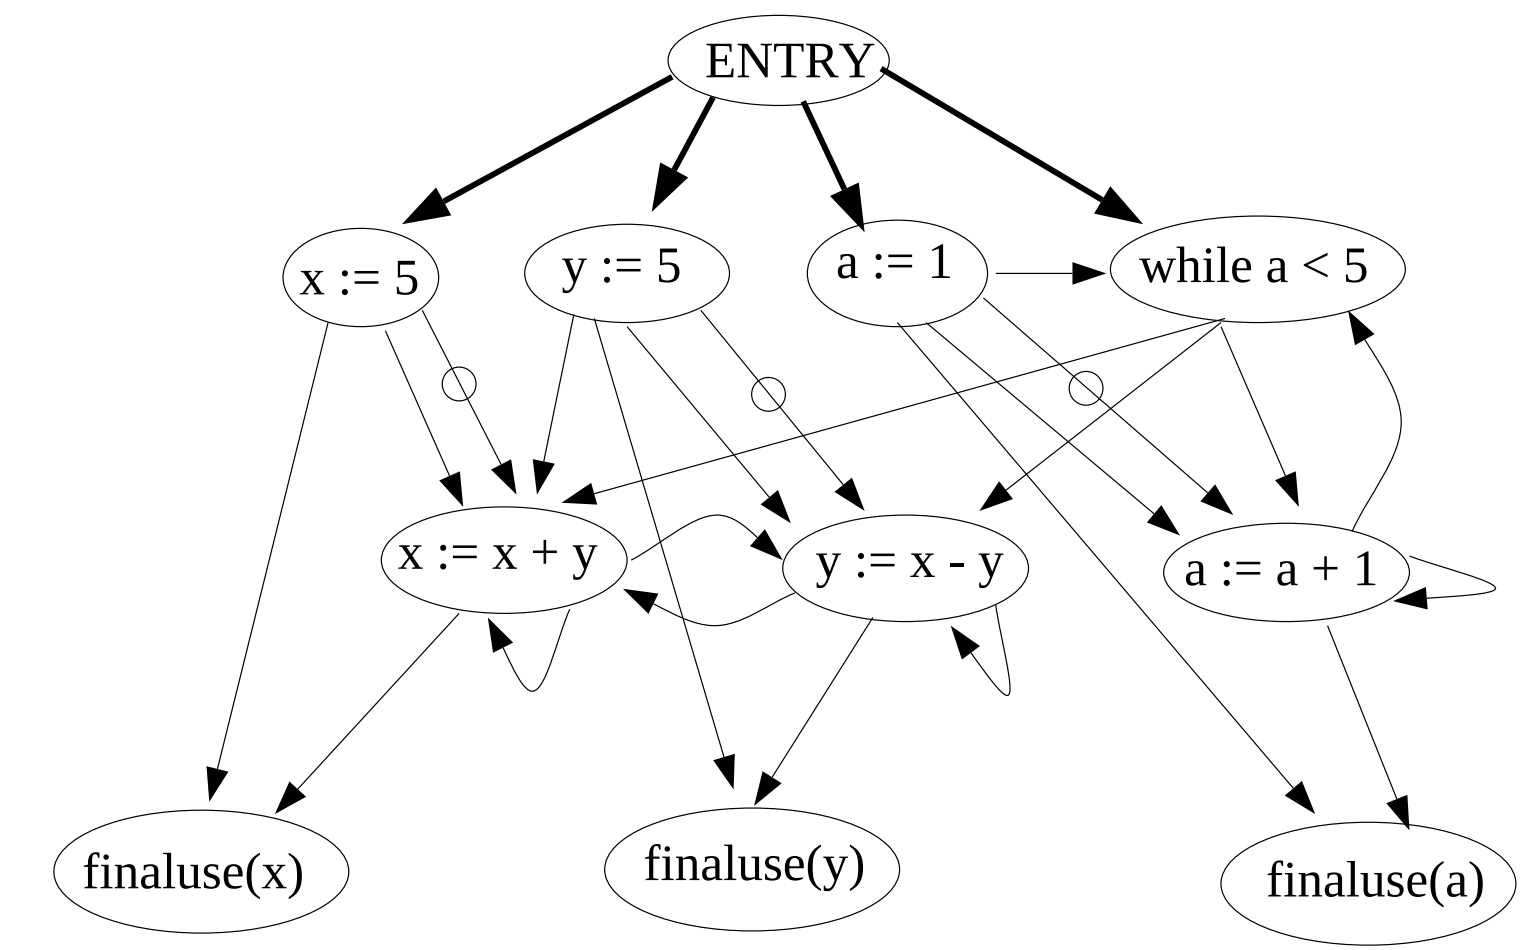 ENTRY
x := 5
y := 5
a := 1
while a < 5
x := x + y
y := x - y
a := a + 1
finaluse(x)
finaluse(y)
finaluse(a)